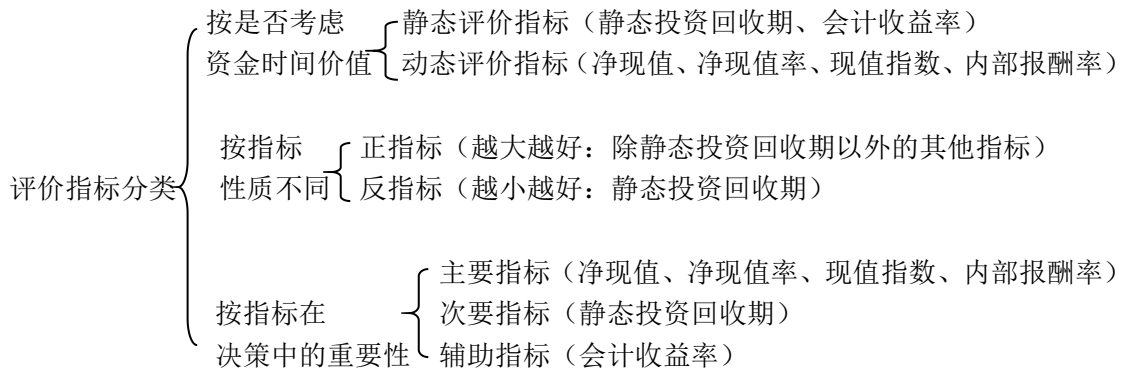 按是否考虑
资金时间价值
静态评价指标（静态投资回收期、会计收益率）
动态评价指标（净现值、净现值率、现值指数、内部报酬率）
评价指标分类
按指标
性质不同
正指标（越大越好：除静态投资回收期以外的其他指标）
反指标（越小越好：静态投资回收期）
按指标在
决策中的重要性
主要指标（净现值、净现值率、现值指数、内部报酬率）
次要指标（静态投资回收期）
辅助指标（会计收益率）